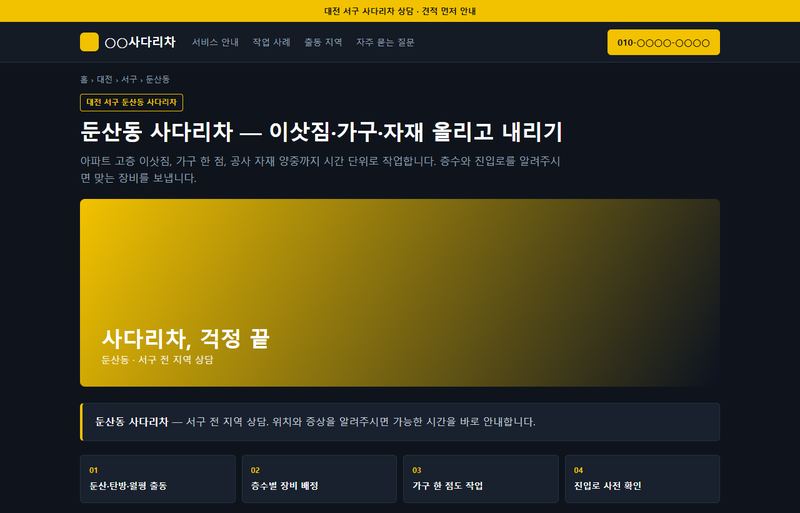 대전 서구 사다리차 상담 · 견적 먼저 안내
○○사다리차 서비스 안내 작업 사례 출동 지역 자주 묻는 질문 010-○○○○-○○○○
홈 › 대전 › 서구 › 둔산동
대전 서구 둔산동 사다리차
둔산동 사다리차 — 이삿짐·가구·자재 올리고 내리기
아파트 고층 이삿짐, 가구 한 점, 공사 자재 양중까지 시간 단위로 작업합니다. 층수와 진입로를 알려주시
면 맞는 장비를 보냅니다.
사다리차, 걱정 끝
둔산동 · 서구 전 지역 상담
둔산동 사다리차 — 서구 전 지역 상담. 위치와 증상을 알려주시면 가능한 시간을 바로 안내합니다.
01
둔산·탄방·월평 출동
02
층수별 장비 배정
03
가구 한 점도 작업
04
진입로 사전 확인